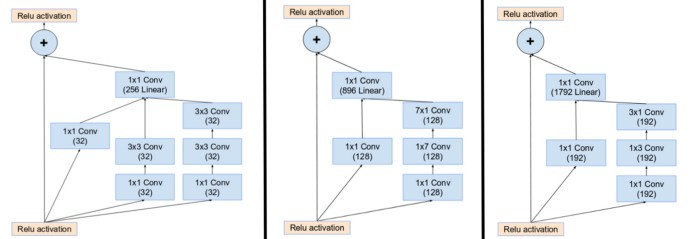 Relu activation
+
1x1 Conv
(256 Linear)
3x3 Conv
(32)
1x1 Conv
(32)
3x3 Conv
(32)
3x3 Conv
(32)
1x1 Conv
(32)
1x1 Conv
(32)
Relu activation
Relu activation
+
1x1 Conv
(896 Linear)
7x1 Conv
(128)
1x1 Conv
(128)
1x7 Conv
(128)
1x1 Conv
(128)
Relu activation
Relu activation
+
1x1 Conv
(1792 Linear)
3x1 Conv
(192)
1x1 Conv
(192)
1x3 Conv
(192)
1x1 Conv
(192)
Relu activation